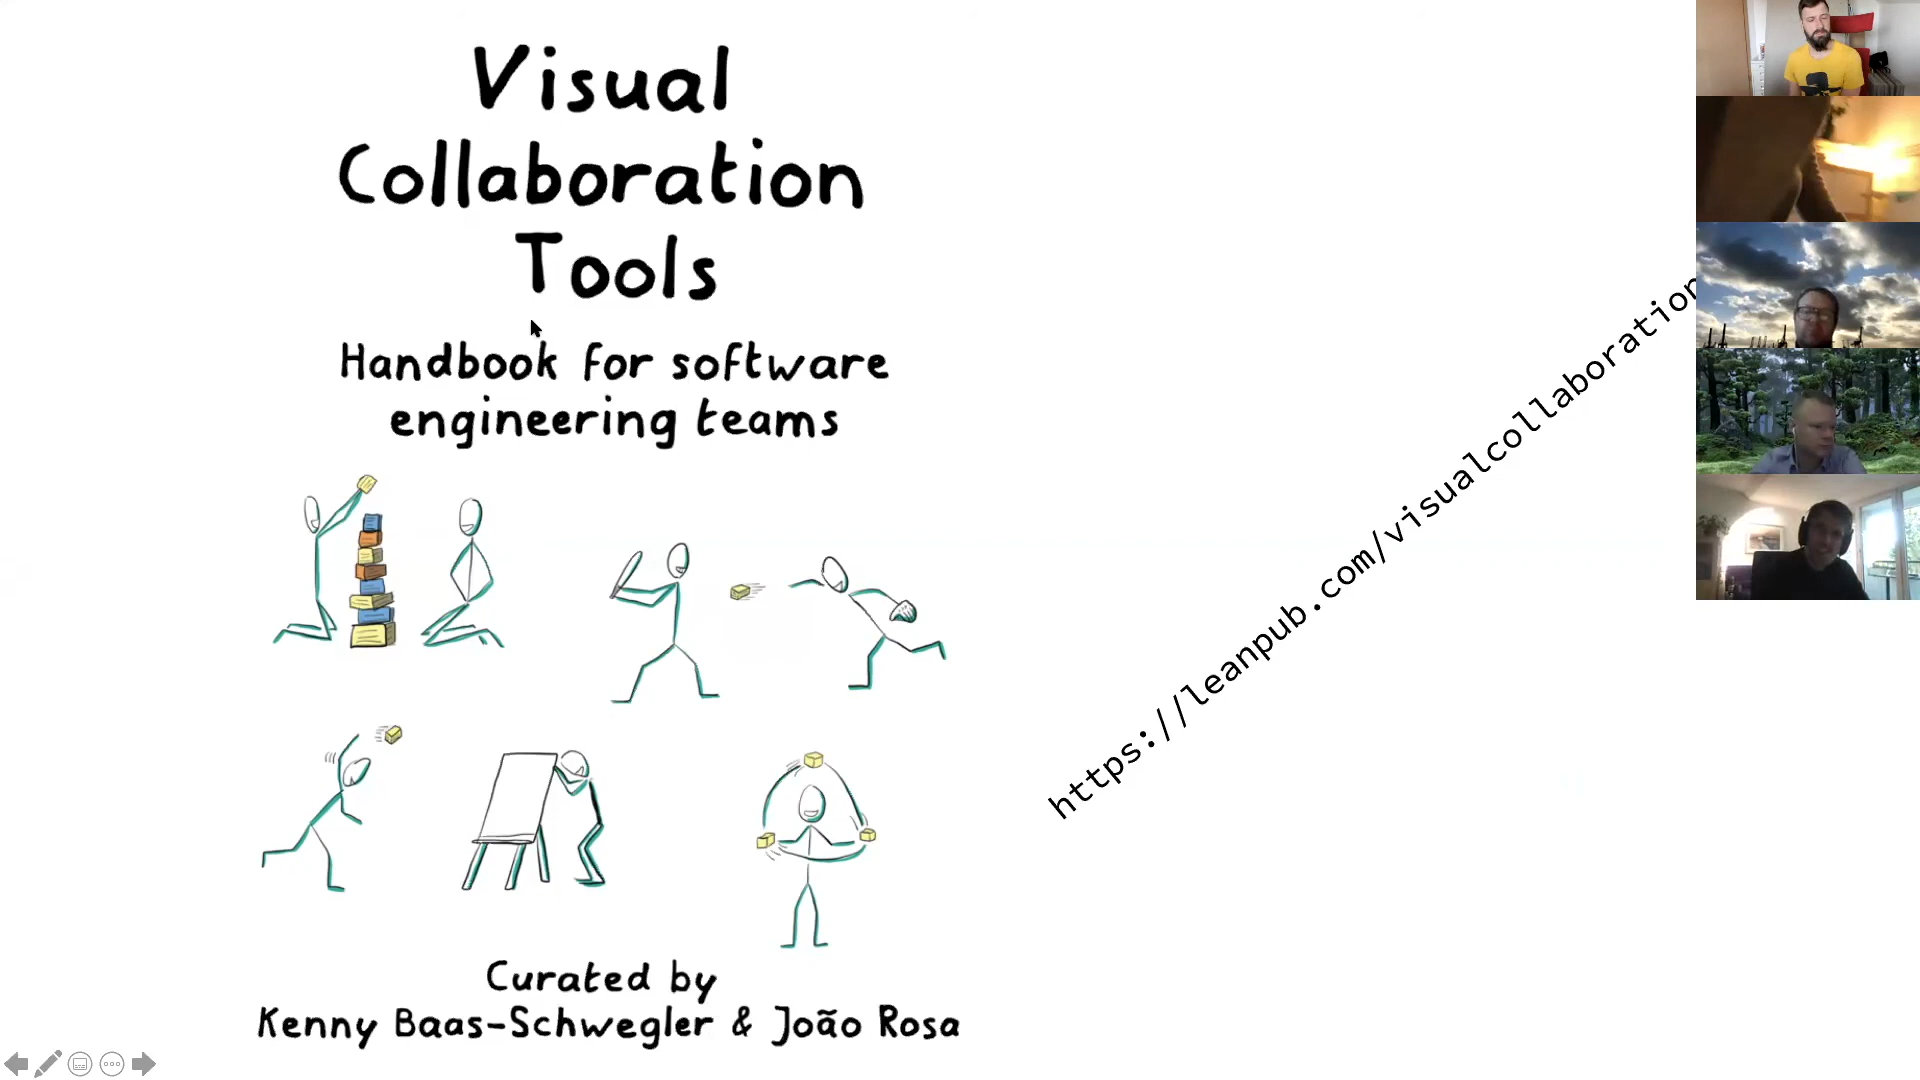 Visual
Collaboration
Tools
Handbook for software
engineering teams
Curated by
Kenny Baas-Schwegler & João Rosa
https://leanpub.com/visualcollaboration